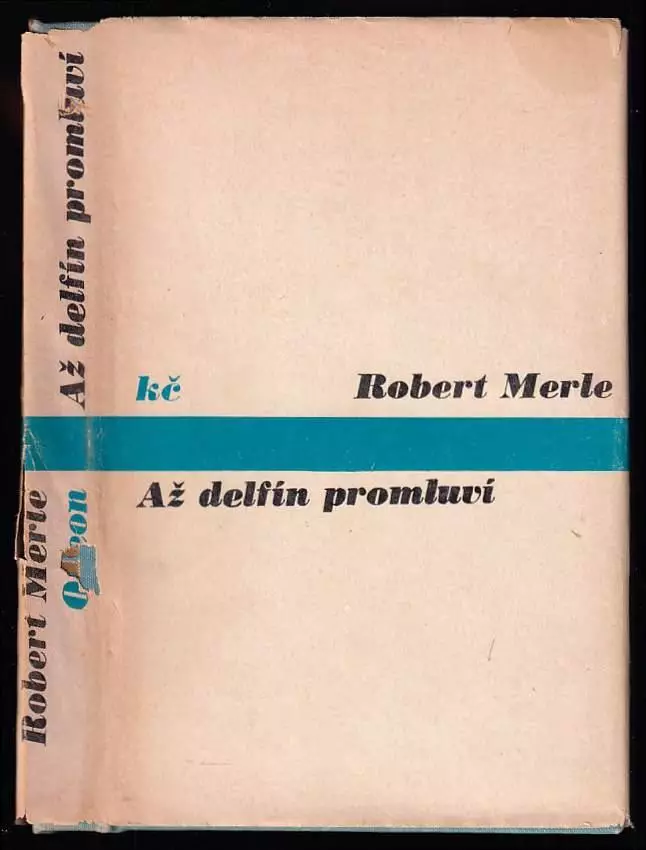 Až delfín promluví
Robert Merle
kč
Robert Merle
Až delfín promluví